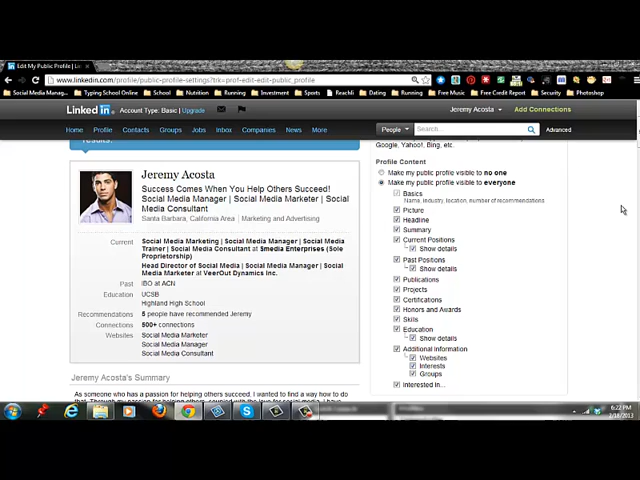 Edit My Public Profile | Lin
www.linkedin.com/profile/public-profile-settings?trk=prof-edit-edit-public_profile
Social Media Manag...
Typing School Online
Running
Investment
Sports
Reachli
Dating
Running
Free Music
Free Credit Report
Security
Photoshop
Linked in
Account Type: Basic | Upgrade
Jeremy Acosta
Add Connections
Home Profile Contacts Groups Jobs Inbox Companies News More
People
Search...
Advanced
results.
Jeremy Acosta
Success Comes When You Help Others Succeed!
Social Media Manager | Social Media Marketer | Social
Media Consultant
Santa Barbara, California Area | Marketing and Advertising
Current
Social Media Marketing | Social Media Manager | Social Media
Trainer | Social Media Consultant at Smedia Enterprises (Sole
Proprietorship)
Head Director of Social Media | Social Media Manager | Social
Media Marketer at VeerOut Dynamics Inc.
Past
IBO at ACN
Education
UCSB
Highland High School
Recommendations
5 people have recommended Jeremy
Connections
500+ connections
Websites
Social Media Marketer
Social Media Manager
Social Media Consultant
Jeremy Acosta's Summary
As someone who has a passion for helping others succeed, I wanted to find a way how to do
Google, Yahoo!, Bing, etc.
Profile Content
Make my public profile visible to no one
Make my public profile visible to everyone
Basics
Name, industry, location, number of recommendations
Picture
Headline
Summary
Current Positions
Show details
Past Positions
Show details
Publications
Projects
Certifications
Honors and Awards
Skills
Education
Show details
Additional Information
Websites
Interests
Groups
Interested in...
6:22 PM
2/18/2013